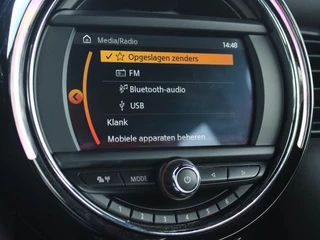 Media/Radio 14:48
Opgeslagen zenders
FM
Bluetooth-audio
USB
Klank
Mobiele apparaten beheren
MODE